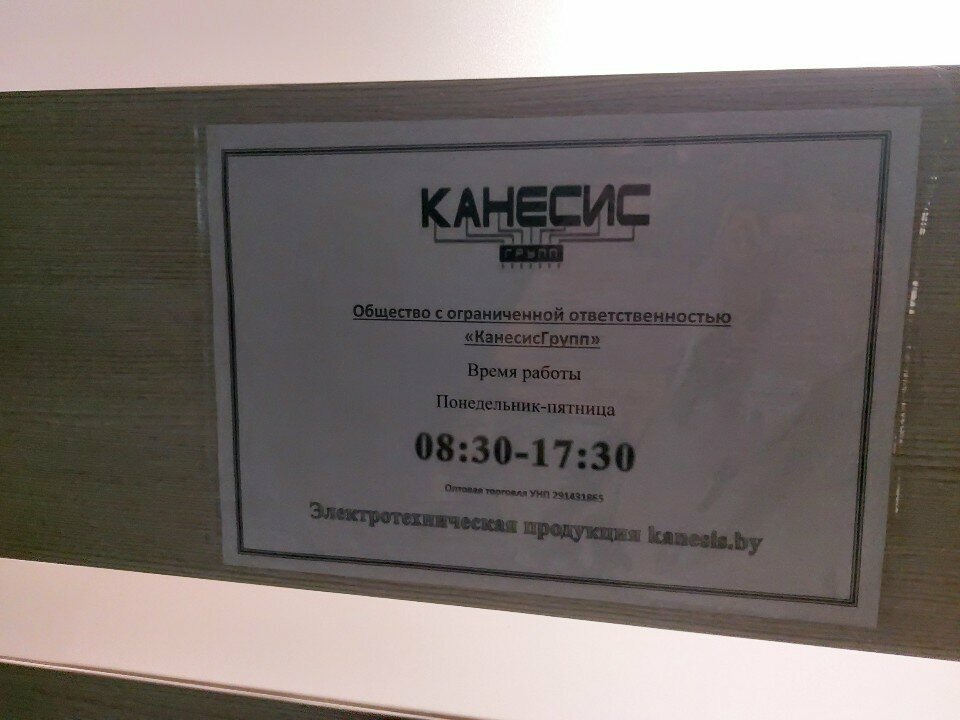 КАНЕСИС
ГРУПП
Общество с ограниченной ответственностью
«КанесисГрупп»
Время работы
Понедельник-пятница
08:30-17:30
Оптовая торговля УНП 291431865
Электротехническая продукция kanesis.by